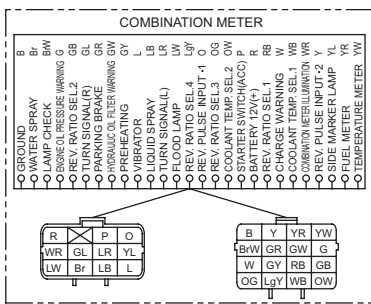 COMBINATION METER
B
Br
BrW
G
GB
GL
GR
GW
GY
L
LB
LR
LW
LgY
O
OG
OW
P
R
RB
RG
W
WB
WR
Y
YL
YR
YW
GROUND
WATER SPRAY
LAMP CHECK
ENGINE OIL PRESSURE WARNING
REV. RATIO SEL.2
TURN SIGNAL(R)
PARKING BRAKE
HYDRAULIC OIL FILTER WARNING
PREHEATING
VIBRATOR
LIQUID SPRAY
TURN SIGNAL(L)
FLOOD LAMP
REV. RATIO SEL.4
REV. PULSE INPUT -1
REV. RATIO SEL.3
COOLANT TEMP. SEL.2
STARTER SWITCH(ACC)
BATTERY 12V(+)
REV. RATIO SEL.1
CHARGE WARNING
COOLANT TEMP. SEL.1
COMBINATION METER ILLUMINATION
REV. PULSE INPUT -2
SIDE MARKER LAMP
FUEL METER
TEMPERATURE METER
R P O
WR GL LR YL
LW Br LB L
B Y YR YW
BrW GR GW G
W GY RB GB
OG LgY WB OW